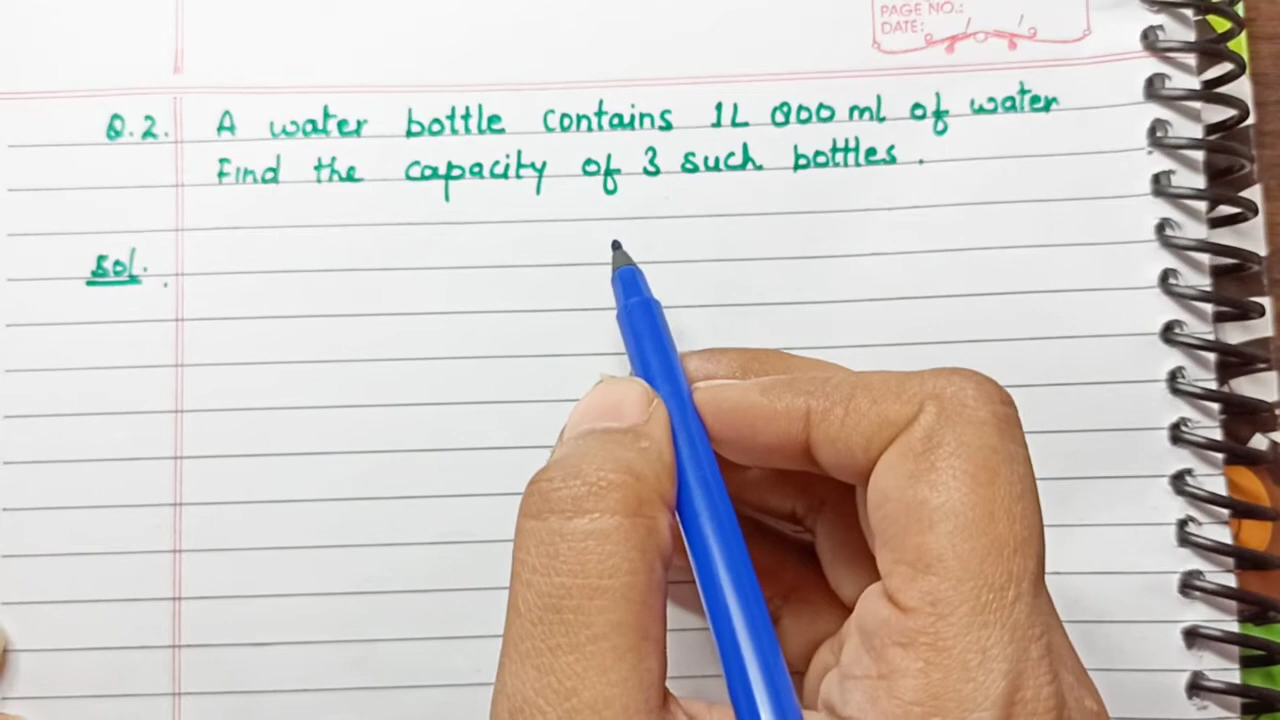 PAGE NO.:
DATE:
Q.2. A water bottle contains 1L 800 ml of water
Find the capacity of 3 such bottles.
Sol.